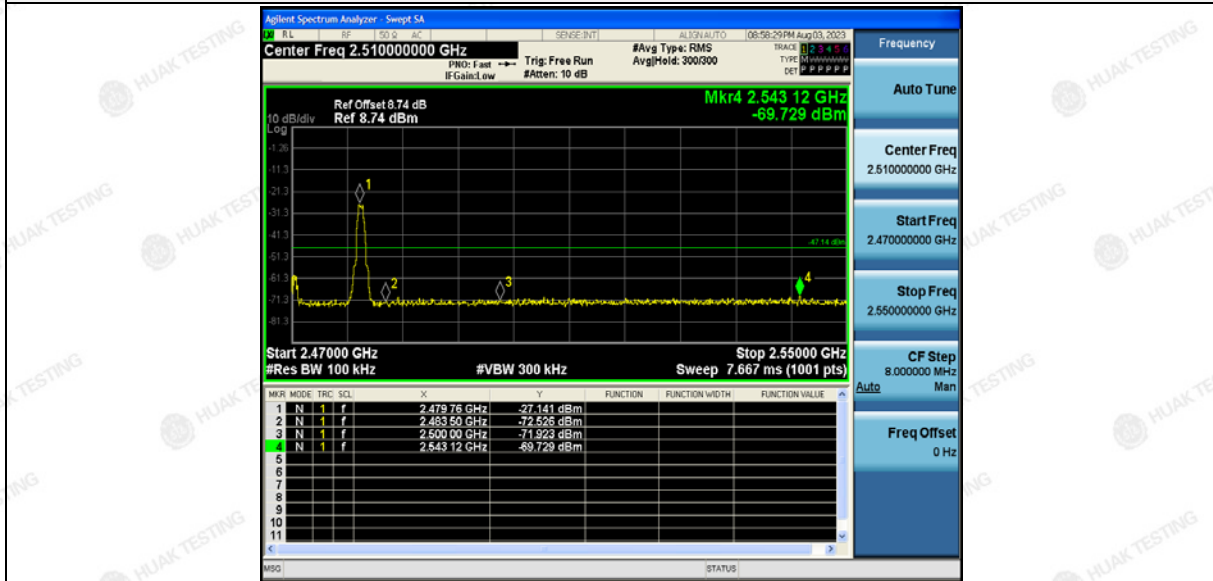 Agilent Spectrum Analyzer - Swept SA
RL RF 50 Ω AC SENSE:INT ALIGN AUTO 08:58:29 PM Aug 03, 2023
Center Freq 2.510000000 GHz
PNO: Fast
IFGain:Low
Trig: Free Run
#Atten: 10 dB
#Avg Type: RMS
Avg|Hold: 300/300
TRACE 1 2 3 4 5 6
TYPE MWWWWW
DET P P P P P P
Frequency
Auto Tune
Center Freq
2.510000000 GHz
Start Freq
2.470000000 GHz
Stop Freq
2.550000000 GHz
CF Step
8.000000 MHz
Auto Man
Freq Offset
0 Hz
Mkr4 2.543 12 GHz
-69.729 dBm
Ref Offset 8.74 dB
10 dB/div Ref 8.74 dBm
Log
-1.26
-11.3
-21.3
-31.3
-41.3
-51.3
-61.3
-71.3
-81.3
1
2
3
4
-47.14 dBm
Start 2.47000 GHz Stop 2.55000 GHz
#Res BW 100 kHz #VBW 300 kHz Sweep 7.667 ms (1001 pts)
MKR MODE TRC SCL X Y FUNCTION FUNCTION WIDTH FUNCTION VALUE
1 N 1 f 2.479 76 GHz -27.141 dBm
2 N 1 f 2.483 50 GHz -72.526 dBm
3 N 1 f 2.500 00 GHz -71.923 dBm
4 N 1 f 2.543 12 GHz -69.729 dBm
5
6
7
8
9
10
11
MSG STATUS
HUAK TESTING
HUAK TESTING
HUAK TESTING
HUAK TESTING